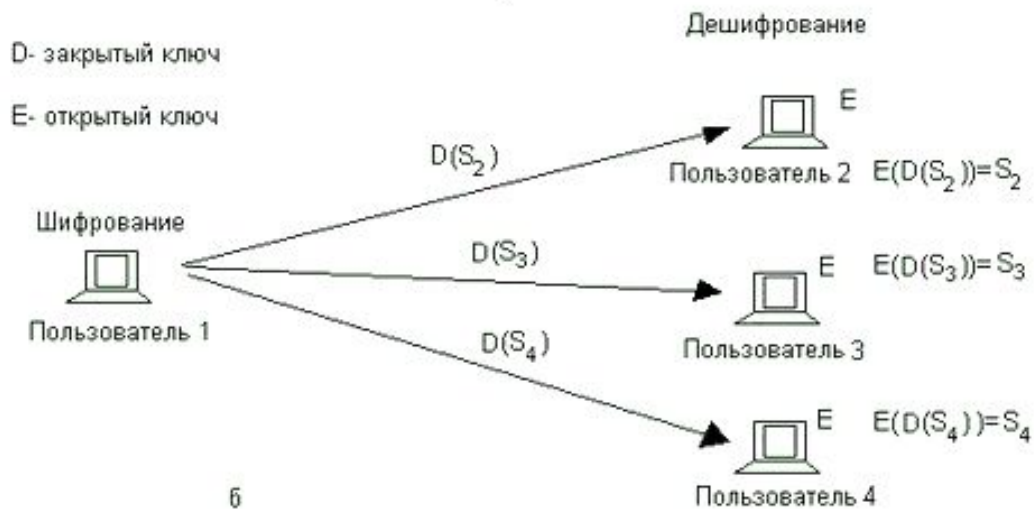 Дешифрование
D- закрытый ключ
E- открытый ключ
E
D(S₂)
Пользователь 2 E(D(S₂))=S₂
Шифрование
D(S₃)
E E(D(S₃))=S₃
Пользователь 1
D(S₄)
Пользователь 3
E E(D(S₄))=S₄
б
Пользователь 4